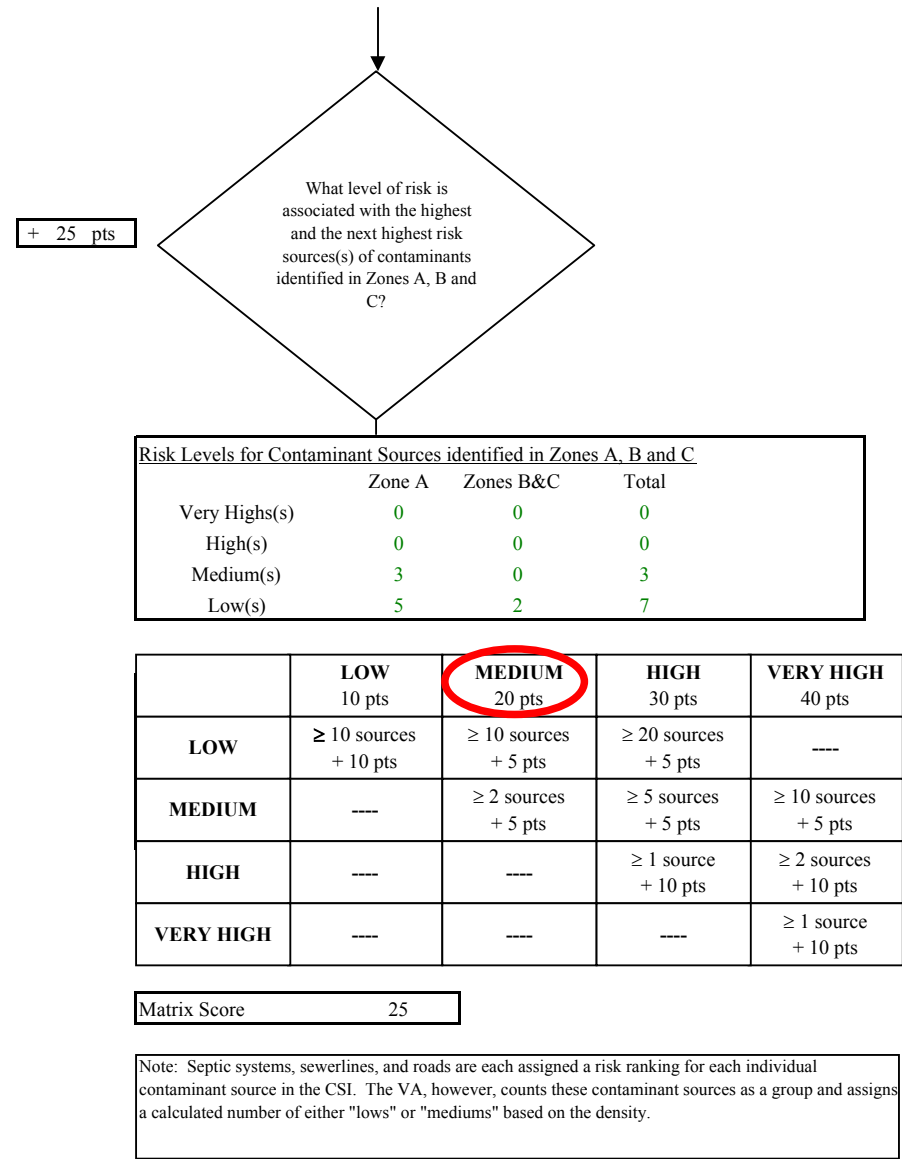 What level of risk is
associated with the highest
and the next highest risk
sources(s) of contaminants
identified in Zones A, B and
C?
+ 25 pts
Risk Levels for Contaminant Sources identified in Zones A, B and C
Zone A Zones B&C Total
Very Highs(s) 0 0 0
High(s) 0 0 0
Medium(s) 3 0 3
Low(s) 5 2 7
LOW MEDIUM HIGH VERY HIGH
10 pts 20 pts 30 pts 40 pts
LOW ≥ 10 sources ≥ 10 sources ≥ 20 sources ----
+ 10 pts + 5 pts + 5 pts
MEDIUM ---- ≥ 2 sources ≥ 5 sources ≥ 10 sources
+ 5 pts + 5 pts + 5 pts
HIGH ---- ---- ≥ 1 source ≥ 2 sources
+ 10 pts + 10 pts
VERY HIGH ---- ---- ---- ≥ 1 source
+ 10 pts
Matrix Score 25
Note: Septic systems, sewerlines, and roads are each assigned a risk ranking for each individual
contaminant source in the CSI. The VA, however, counts these contaminant sources as a group and assigns
a calculated number of either "lows" or "mediums" based on the density.